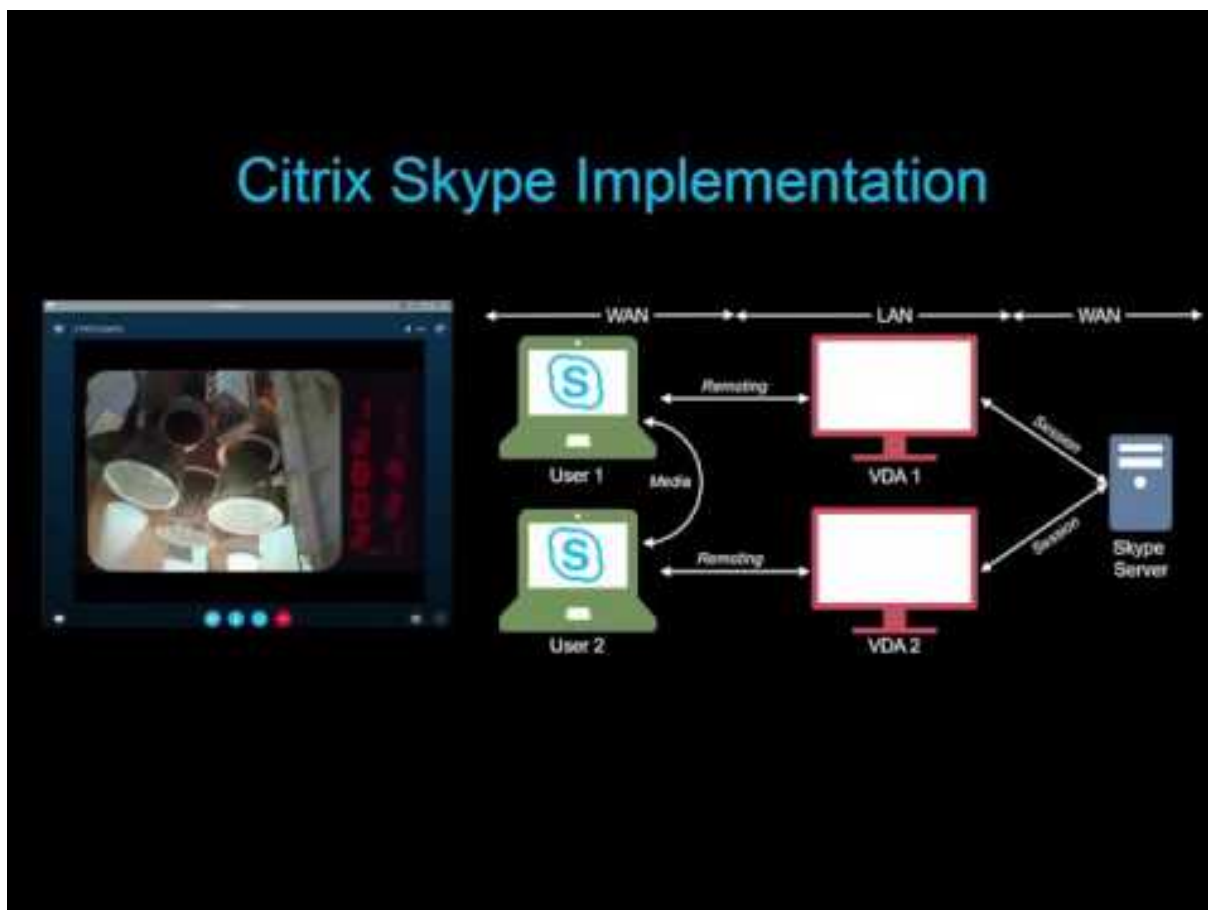 Citrix Skype Implementation
WAN
LAN
WAN
S
Remoting
Session
User 1
Media
VDA 1
S
Remoting
Session
Skype
Server
User 2
VDA 2